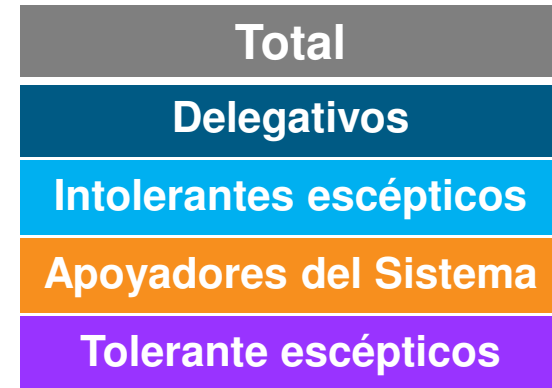 Total
Delegativos
Intolerantes escépticos
Apoyadores del Sistema
Tolerante escépticos